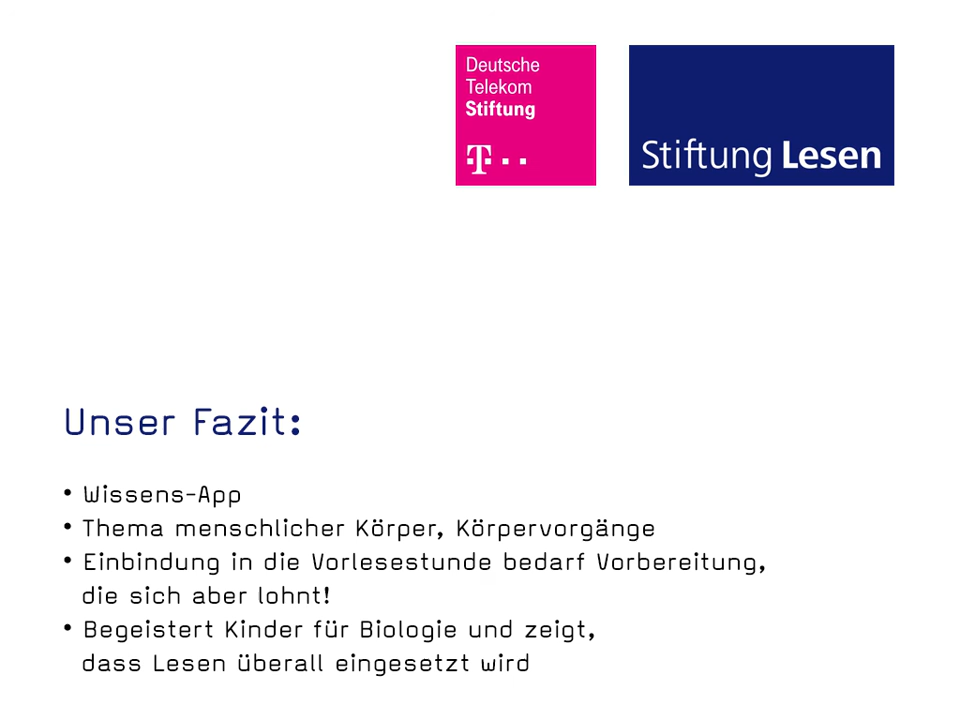 Deutsche
Telekom
Stiftung
T
Stiftung Lesen
Unser Fazit:
• Wissens-App
• Thema menschlicher Körper, Körpervorgänge
• Einbindung in die Vorlesestunde bedarf Vorbereitung,
die sich aber lohnt!
• Begeistert Kinder für Biologie und zeigt,
dass Lesen überall eingesetzt wird